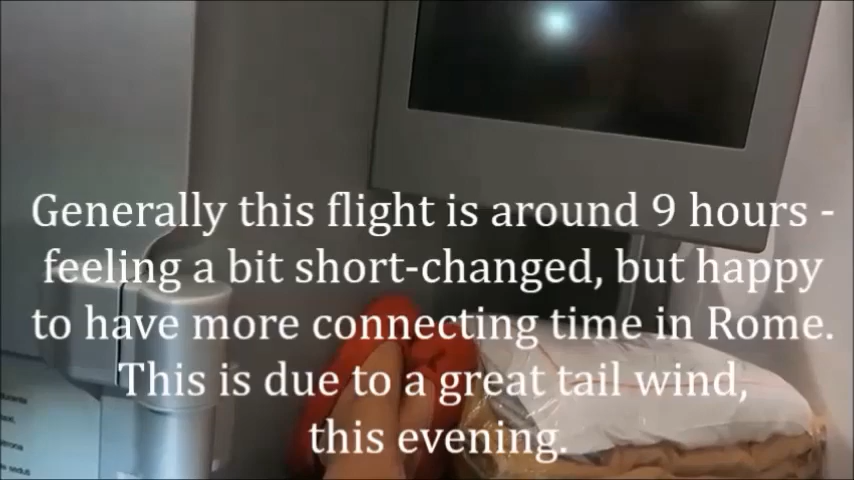 Generally this flight is around 9 hours -
feeling a bit short-changed, but happy
to have more connecting time in Rome.
This is due to a great tail wind,
this evening.
seduti